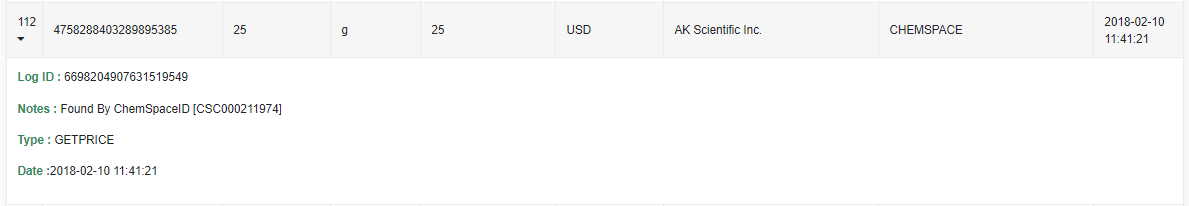 112 4758288403289895385 25 g 25 USD AK Scientific Inc. CHEMSPACE 2018-02-10 11:41:21
Log ID : 6698204907631519549
Notes : Found By ChemSpaceID [CSC000211974]
Type : GETPRICE
Date :2018-02-10 11:41:21